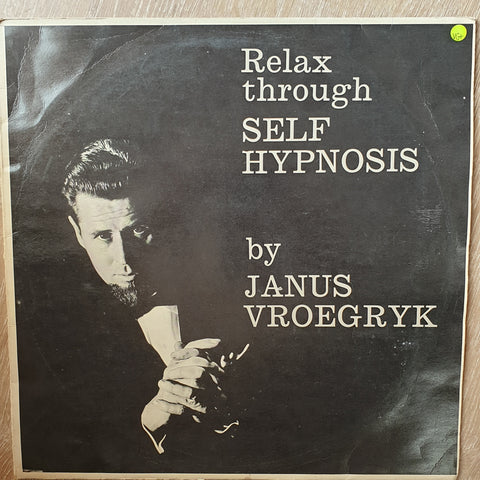 Relax
through
SELF
HYPNOSIS
by
JANUS
VROEGRYK